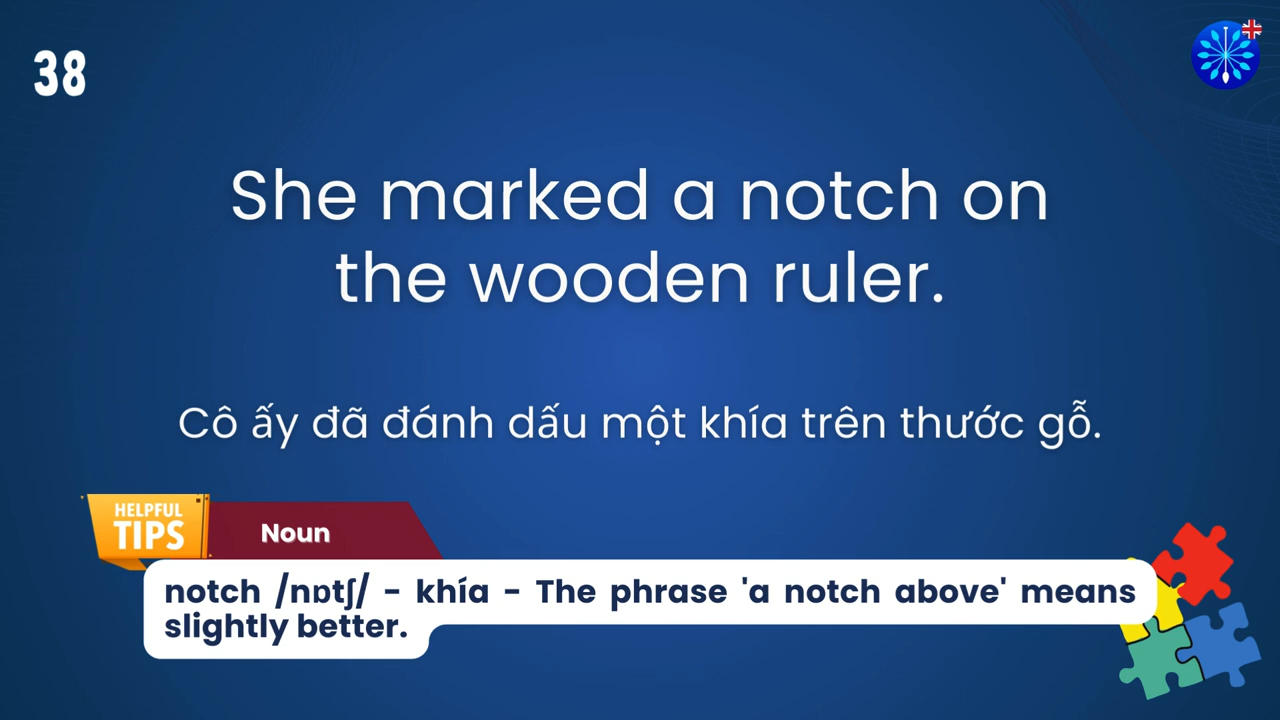 38
She marked a notch on
the wooden ruler.
Cô ấy đã đánh dấu một khía trên thước gỗ.
HELPFUL
TIPS
Noun
notch /nɒtʃ/ - khía - The phrase 'a notch above' means
slightly better.